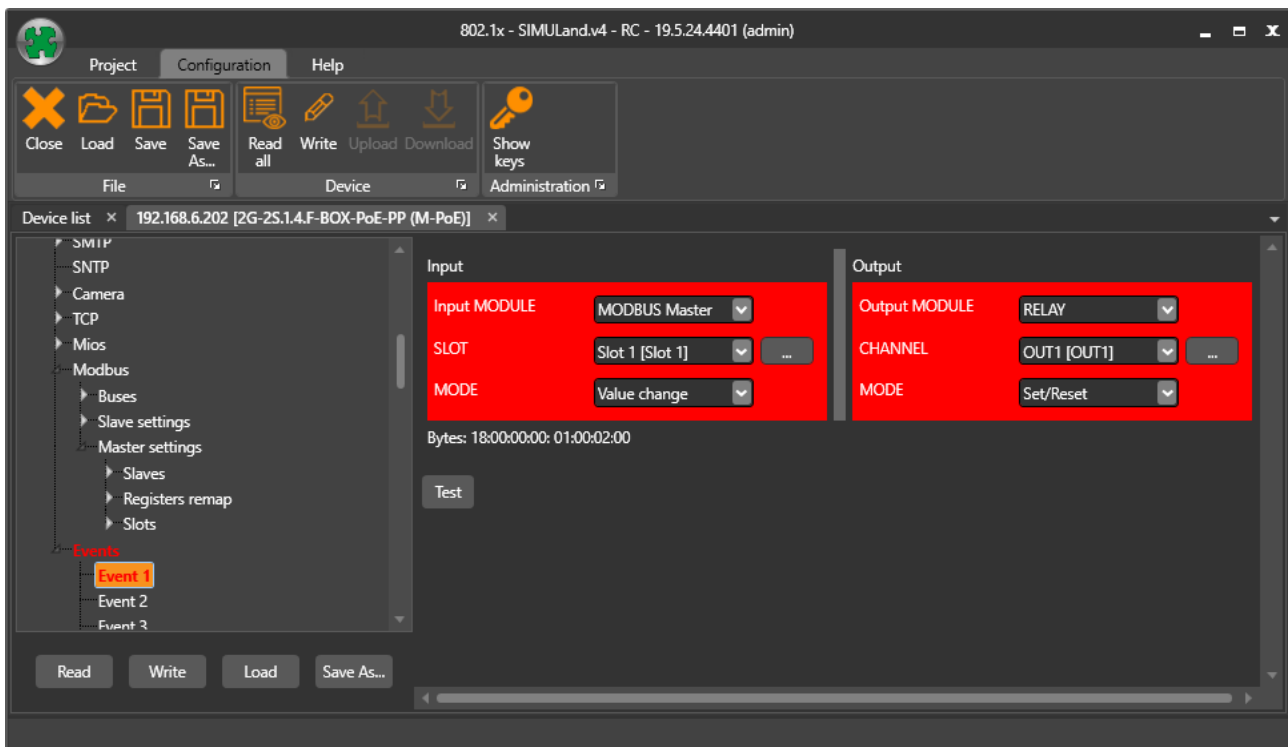 802.1x - SIMULand.v4 - RC - 19.5.24.4401 (admin)
Project Configuration Help
Close Load Save Save As... Read all Write Upload Download Show keys
File Device Administration
Device list × 192.168.6.202 [2G-2S.1.4.F-BOX-PoE-PP (M-PoE)] ×
SMTP
SNTP
Camera
TCP
Mios
Modbus
Buses
Slave settings
Master settings
Slaves
Registers remap
Slots
Events
Event 1
Event 2
Event 3
Read Write Load Save As...
Input
Input MODULE MODBUS Master
SLOT Slot 1 [Slot 1] ...
MODE Value change
Bytes: 18:00:00:00: 01:00:02:00
Test
Output
Output MODULE RELAY
CHANNEL OUT1 [OUT1] ...
MODE Set/Reset